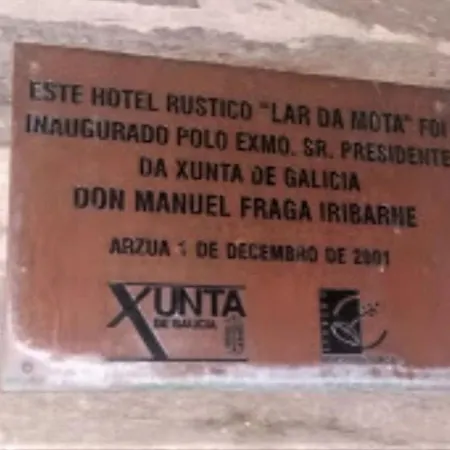 ESTE HOTEL RUSTICO "LAR DA MOTA" FOI
INAUGURADO POLO EXMO. SR. PRESIDENTE
DA XUNTA DE GALICIA
DON MANUEL FRAGA IRIBARNE
ARZUA 1 DE DECEMBRO DE 2001
XUNTA
DE GALICIA